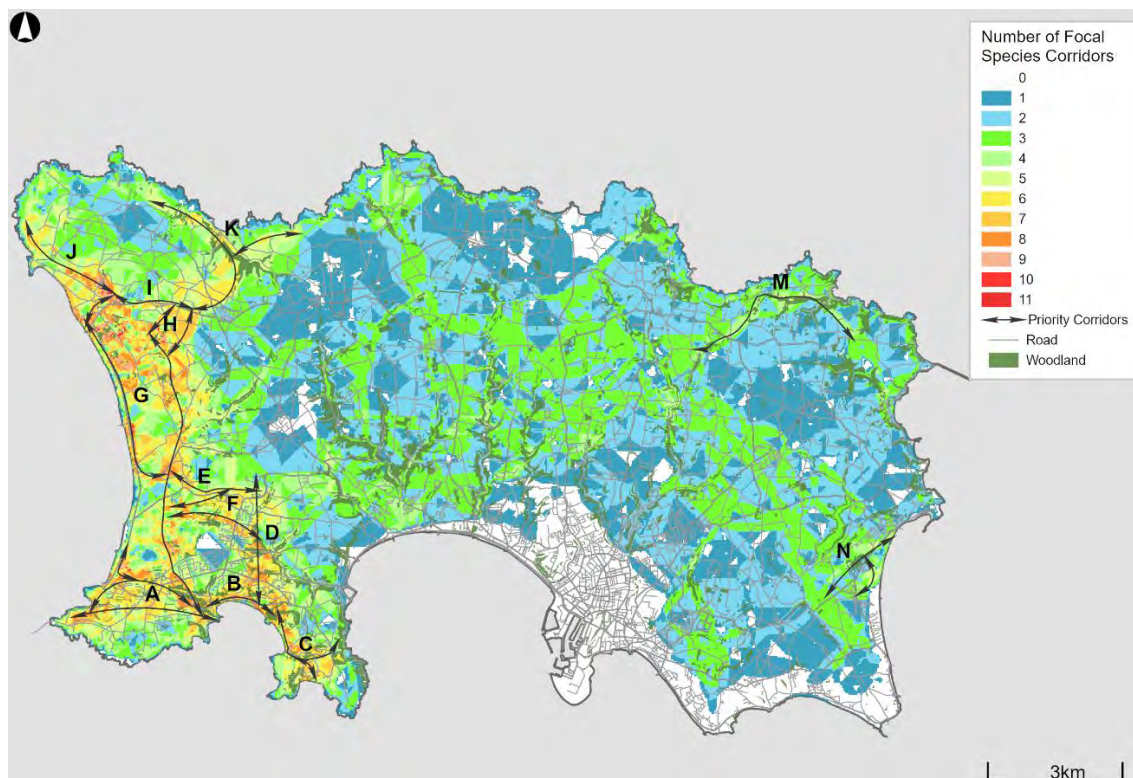 Number of Focal
Species Corridors
0
1
2
3
4
5
6
7
8
9
10
11
Priority Corridors
Road
Woodland
K
J
I
M
H
G
E
F
D
N
B
A
C
3km